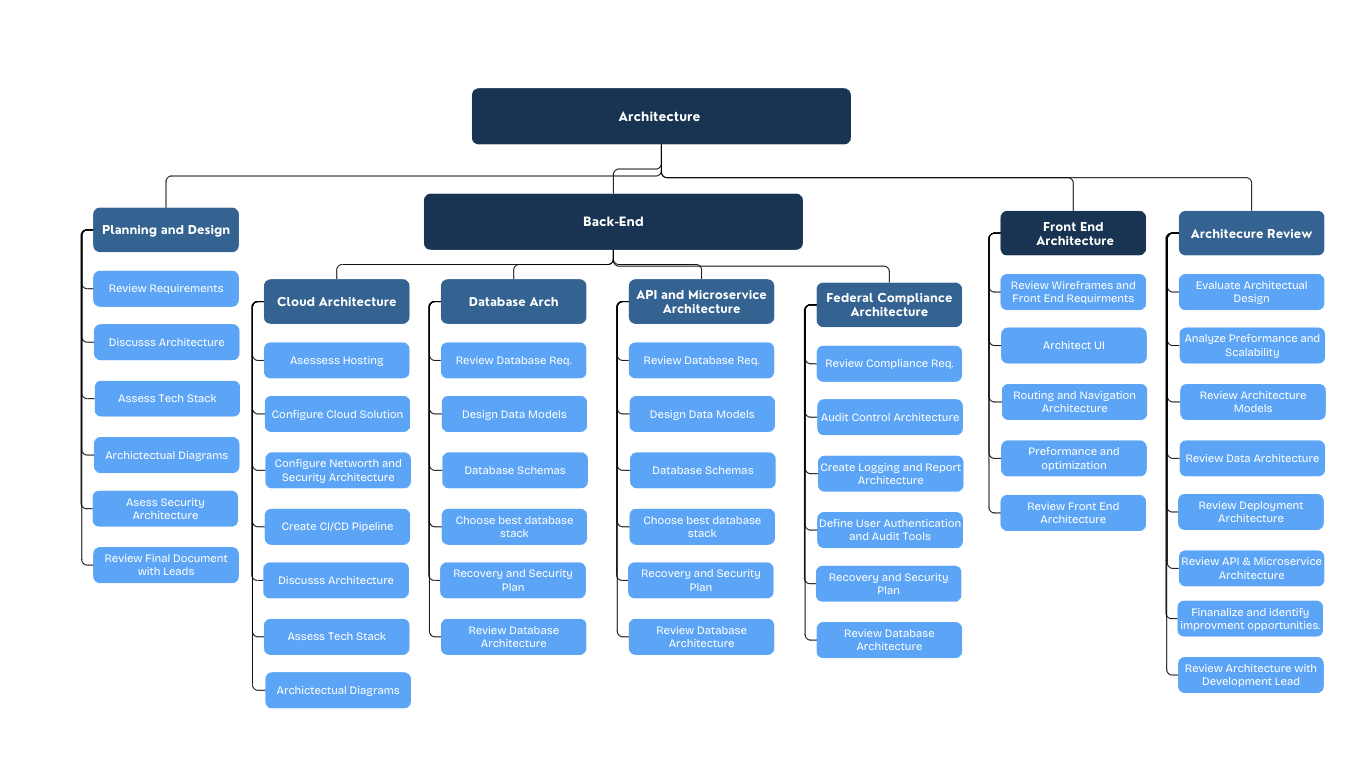 Architecture
Back-End
Planning and Design
Review Requirements
Discusss Architecture
Assess Tech Stack
Archictectual Diagrams
Asess Security
Architecture
Review Final Document
with Leads
Cloud Architecture
Asessess Hosting
Configure Cloud Solution
Configure Networth and
Security Architecture
Create CI/CD Pipeline
Discusss Architecture
Assess Tech Stack
Archictectual Diagrams
Database Arch
Review Database Req.
Design Data Models
Database Schemas
Choose best database
stack
Recovery and Security
Plan
Review Database
Architecture
API and Microservice
Architecture
Review Database Req.
Design Data Models
Database Schemas
Choose best database
stack
Recovery and Security
Plan
Review Database
Architecture
Federal Compliance
Architecture
Review Compliance Req.
Audit Control Architecture
Create Logging and Report
Architecture
Define User Authentication
and Audit Tools
Recovery and Security
Plan
Review Database
Architecture
Front End
Architecture
Review Wireframes and
Front End Requirments
Architect UI
Routing and Navigation
Architecture
Preformance and
optimization
Review Front End
Architecture
Architecure Review
Evaluate Architectual
Design
Analyze Preformance and
Scalability
Review Architecture
Models
Review Data Architecture
Review Deployment
Architecture
Review API & Microservice
Architecture
Finanalize and identify
improvment opportunities.
Review Architecture with
Development Lead